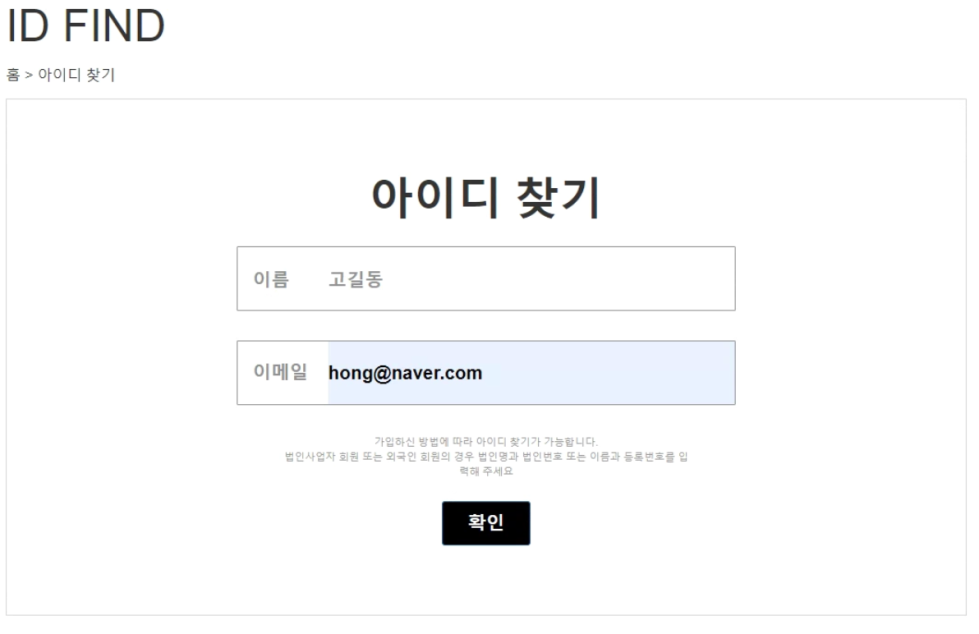 ID FIND
홈 > 아이디 찾기
아이디 찾기
이름 고길동
이메일 hong@naver.com
가입하신 방법에 따라 아이디 찾기가 가능합니다.
법인사업자 회원 또는 외국인 회원의 경우 법인명과 법인번호 또는 이름과 등록번호를 입
력해 주세요
확인